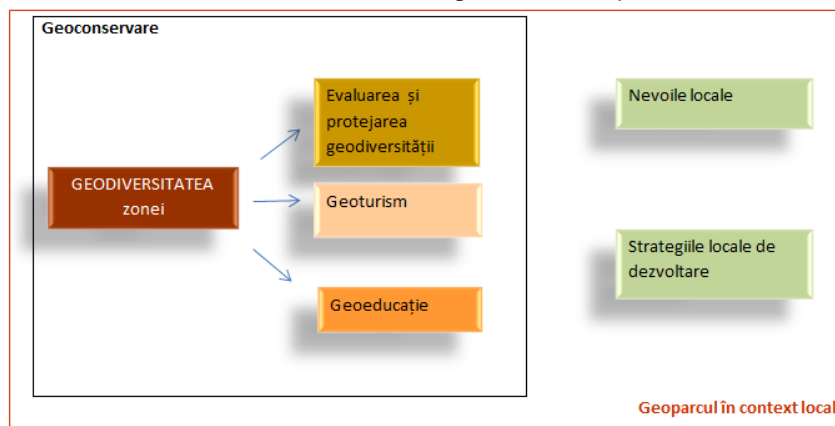 Geoconservare
GEODIVERSITATEA
zonei
Evaluarea și
protejarea
geodiversității
Geoturism
Geoeducație
Nevoile locale
Strategiile locale de
dezvoltare
Geoparcul în context local